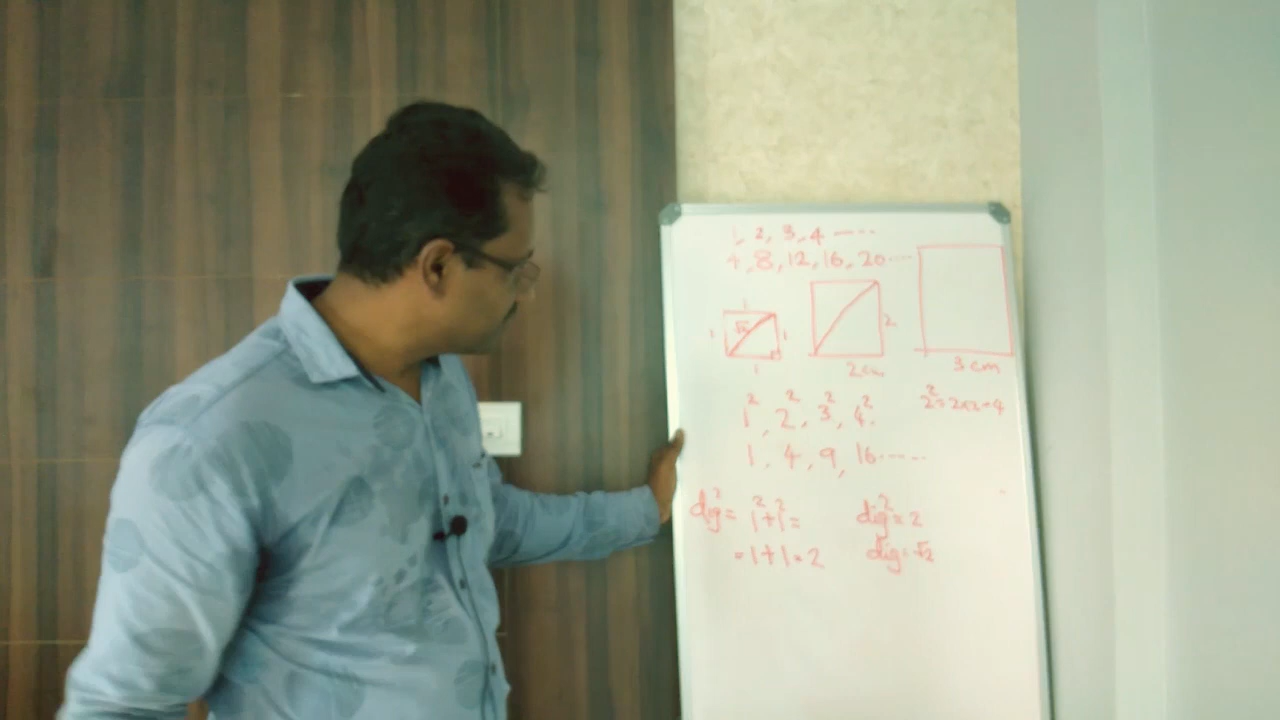 1, 2, 3, 4 ----
4, 8, 12, 16, 20....
1
1 √2 1
1
2
2 cm
3 cm
1², 2², 3², 4².
2² = 2×2 = 4
1, 4, 9, 16.....
dig² = 1² + 1² =
= 1 + 1 = 2
dig² = 2
dig = √2